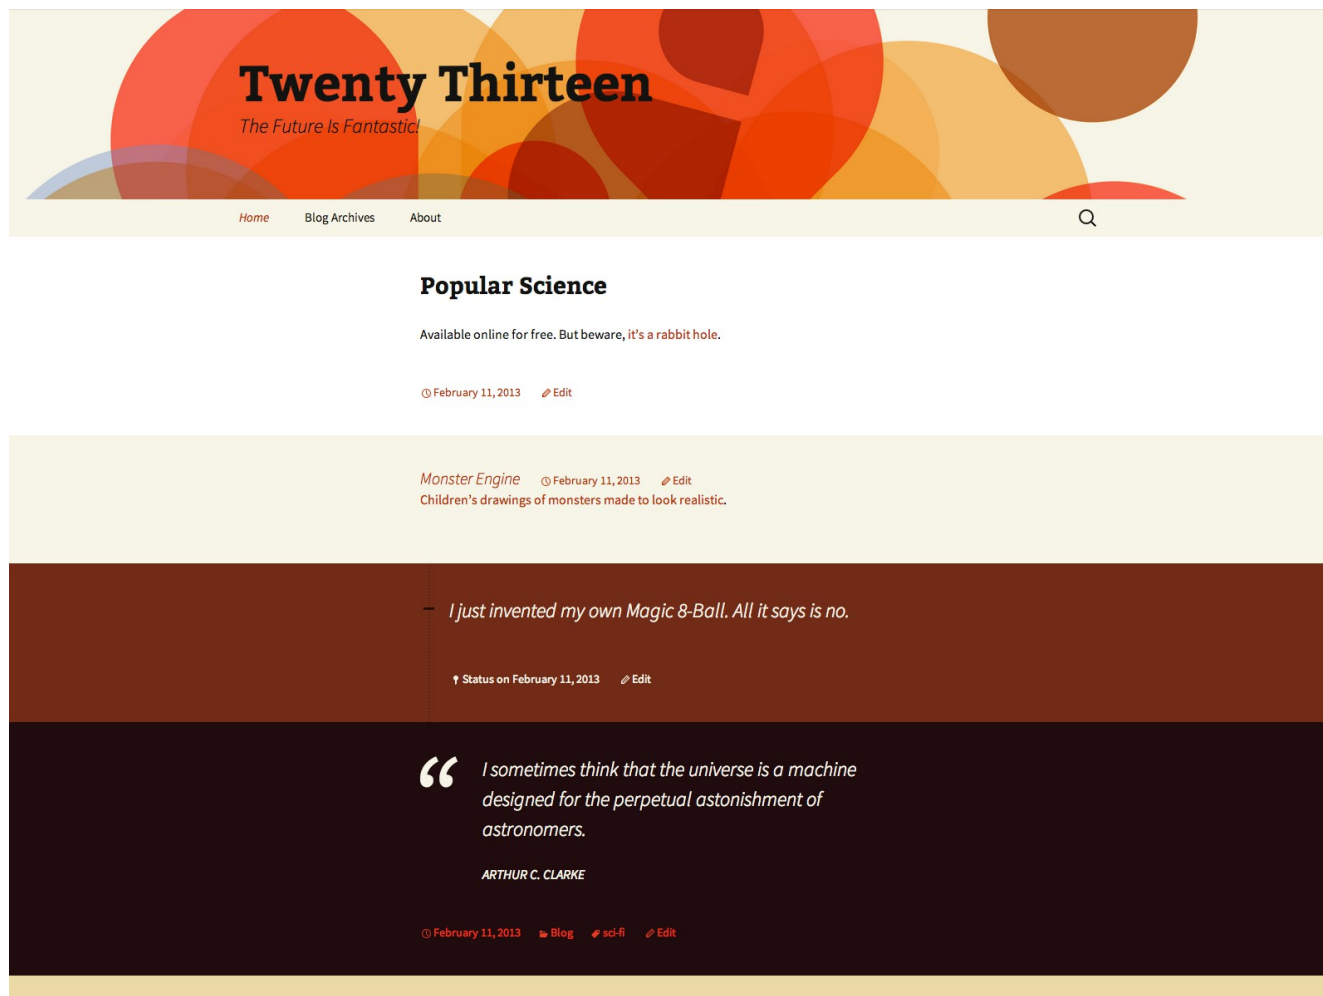 Twenty Thirteen
The Future Is Fantastic!
Home Blog Archives About
Popular Science
Available online for free. But beware, it's a rabbit hole.
February 11, 2013 Edit
Monster Engine February 11, 2013 Edit
Children's drawings of monsters made to look realistic.
I just invented my own Magic 8-Ball. All it says is no.
Status on February 11, 2013 Edit
“ I sometimes think that the universe is a machine
designed for the perpetual astonishment of
astronomers.
ARTHUR C. CLARKE
February 11, 2013 Blog sci-fi Edit